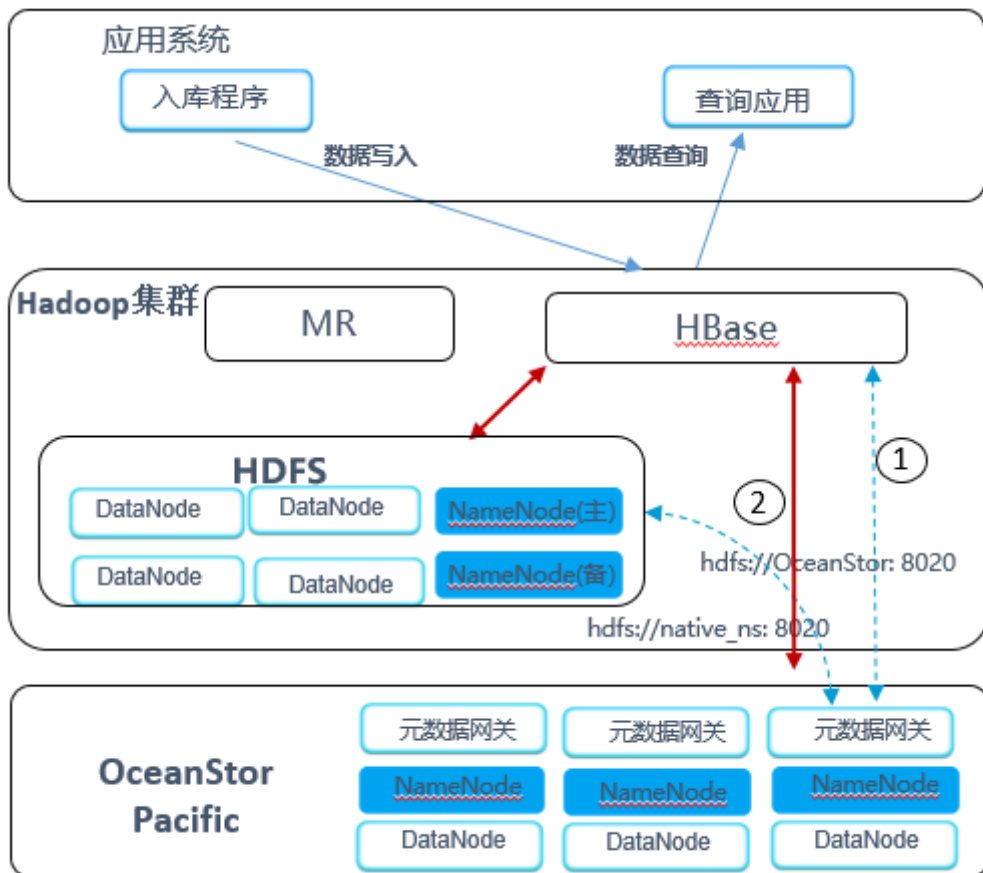 应用系统
入库程序
查询应用
数据写入
数据查询
Hadoop集群
MR
HBase
HDFS
DataNode
DataNode
NameNode(主)
DataNode
DataNode
NameNode(备)
①
②
hdfs://OceanStor: 8020
hdfs://native_ns: 8020
OceanStor
Pacific
元数据网关
元数据网关
元数据网关
NameNode
NameNode
NameNode
DataNode
DataNode
DataNode